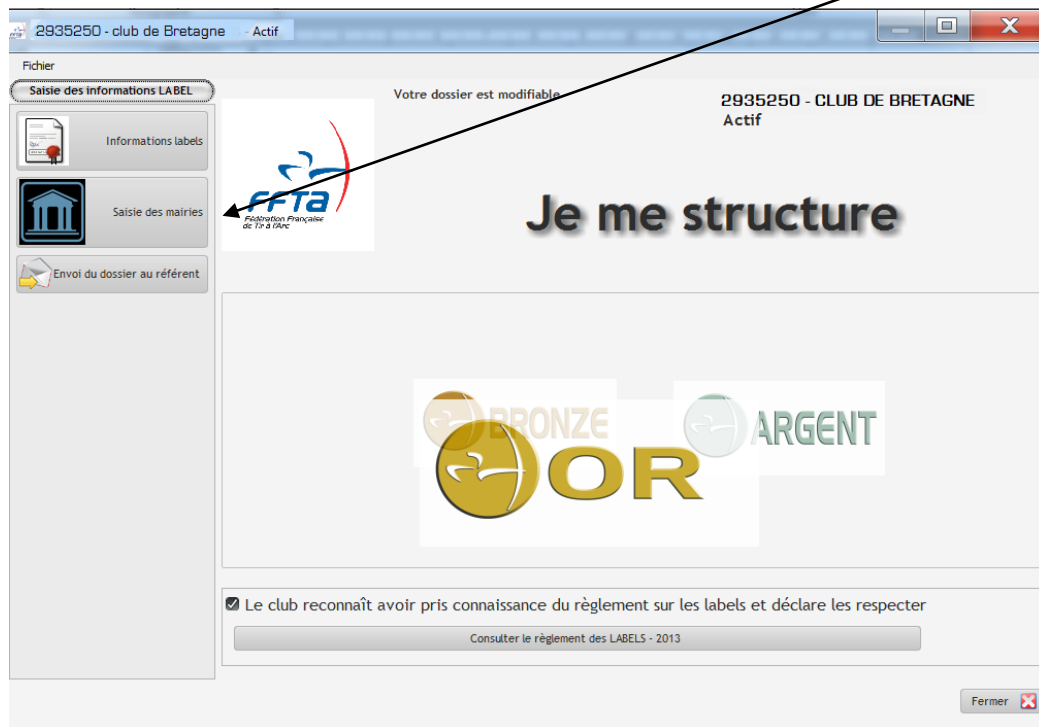 2935250 - club de Bretagne - Actif
Fichier
Saisie des informations LABEL
Informations labels
Saisie des mairies
Envoi du dossier au référent
Votre dossier est modifiable
2935250 - CLUB DE BRETAGNE
Actif
FFTa
Fédération Française
de Tir à l'Arc
Je me structure
BRONZE
ARGENT
OR
Le club reconnaît avoir pris connaissance du règlement sur les labels et déclare les respecter
Consulter le règlement des LABELS - 2013
Fermer